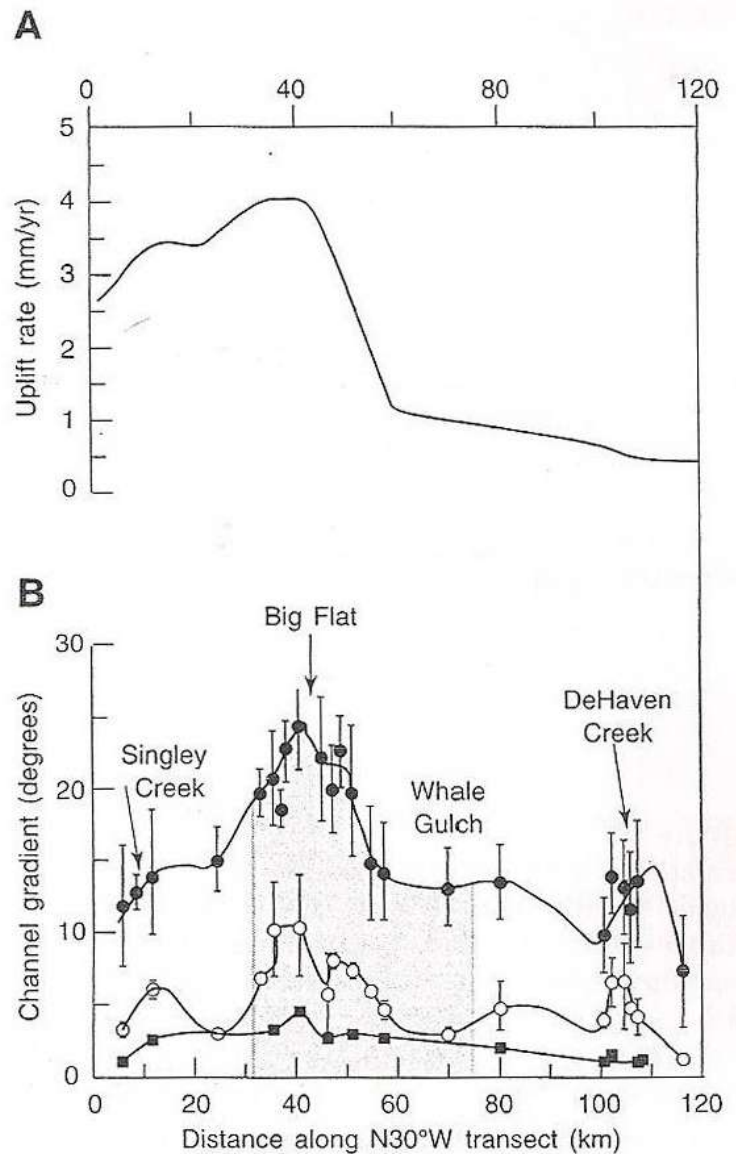 A
0 40 80 120
5
4
3
2
1
0
Uplift rate (mm/yr)
B
Big Flat
30
DeHaven
Creek
Singley
Creek
20
Whale
Gulch
10
0
Channel gradient (degrees)
0 20 40 60 80 100 120
Distance along N30°W transect (km)